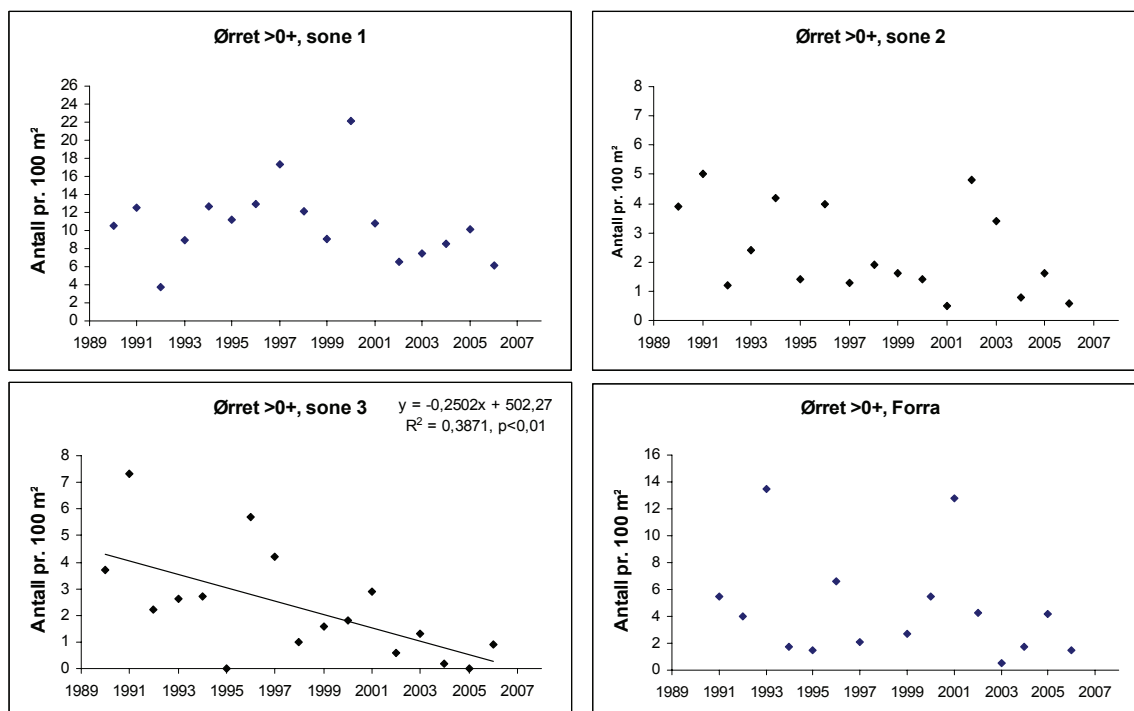 Ørret >0+, sone 1
Antall pr. 100 m²
26
24
22
20
18
16
14
12
10
8
6
4
2
0
1989 1991 1993 1995 1997 1999 2001 2003 2005 2007
Ørret >0+, sone 2
Antall pr. 100 m²
8
7
6
5
4
3
2
1
0
1989 1991 1993 1995 1997 1999 2001 2003 2005 2007
Ørret >0+, sone 3
y = -0,2502x + 502,27
R² = 0,3871, p<0,01
Antall pr. 100 m²
8
7
6
5
4
3
2
1
0
1989 1991 1993 1995 1997 1999 2001 2003 2005 2007
Ørret >0+, Forra
Antall pr. 100 m²
16
14
12
10
8
6
4
2
0
1989 1991 1993 1995 1997 1999 2001 2003 2005 2007